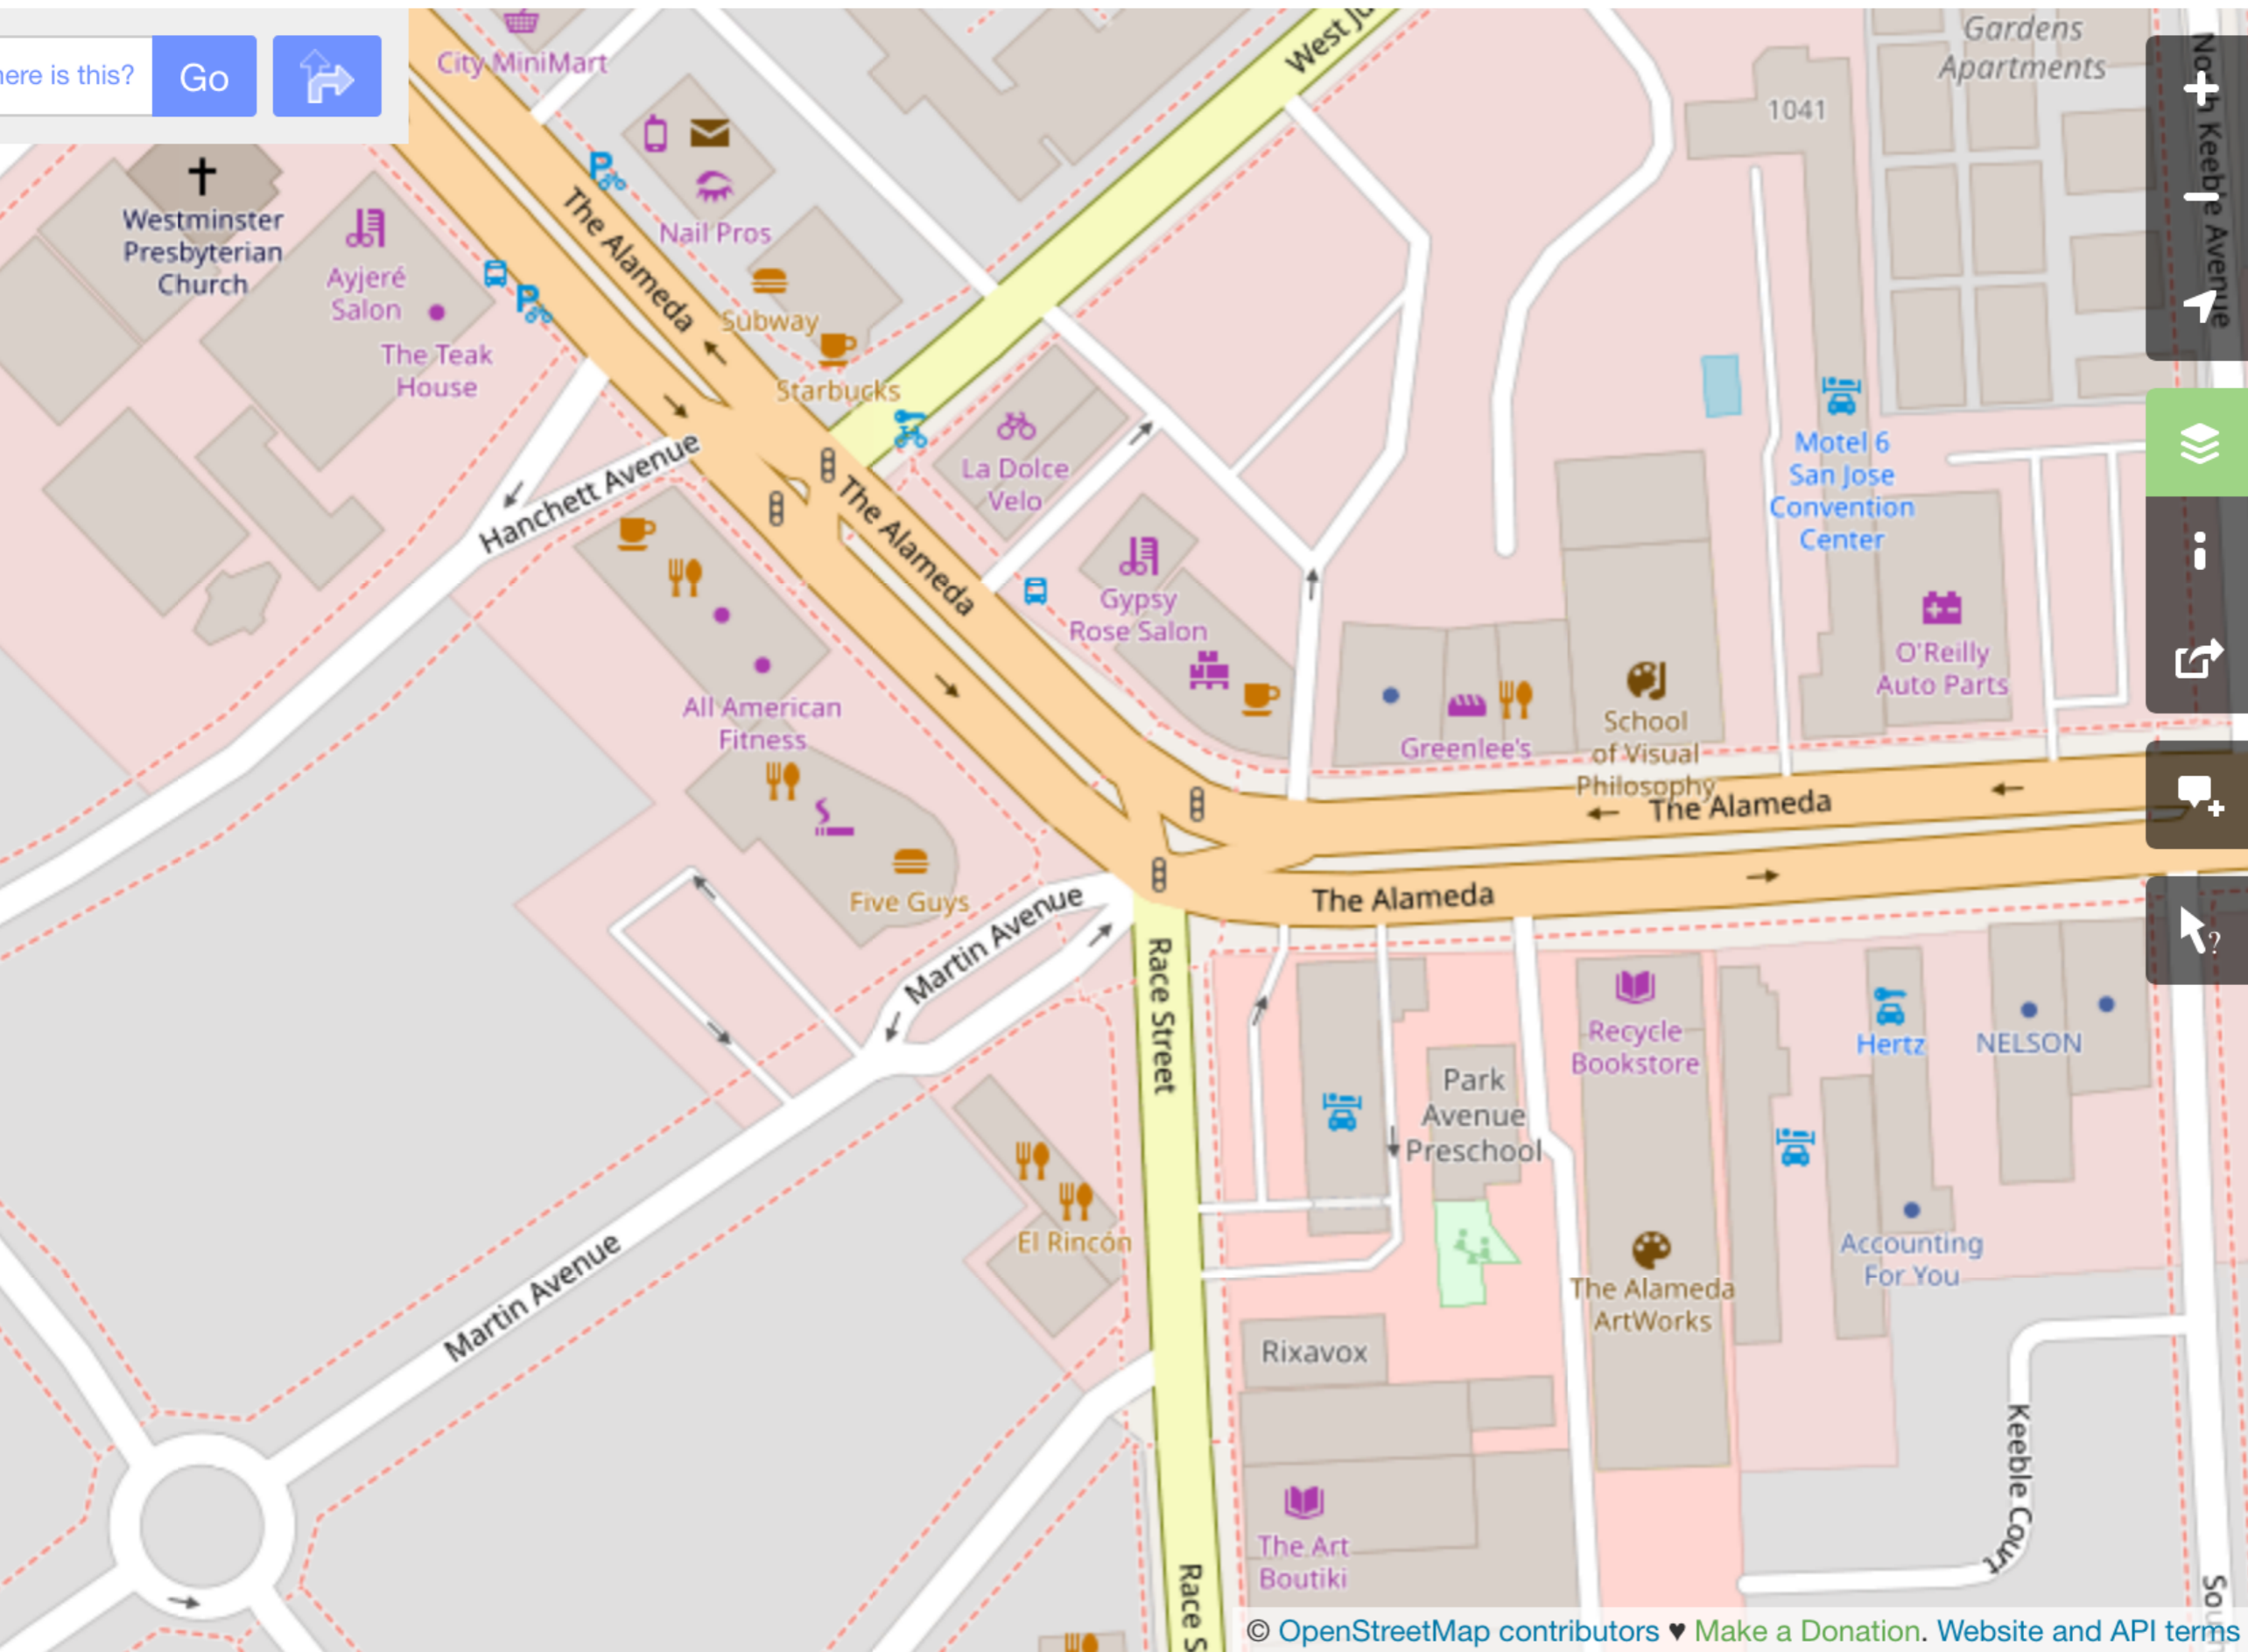 City MiniMart
West
Gardens
Apartments
here is this?
Go
1041
North Keeble Avenue
Westminster
Presbyterian
Church
Ayjeré
Salon
The Teak
House
P
P
The Alameda
Nail Pros
Subway
Starbucks
Hanchett Avenue
La Dolce
Velo
The Alameda
Gypsy
Rose Salon
Motel 6
San Jose
Convention
Center
O'Reilly
Auto Parts
All American
Fitness
Greenlee's
School
of Visual
Philosophy
The Alameda
The Alameda
Five Guys
Martin Avenue
Race Street
Recycle
Bookstore
Hertz
NELSON
Park
Avenue
Preschool
El Rincón
Accounting
For You
The Alameda
ArtWorks
Martin Avenue
Rixavox
Keeble Court
The Art
Boutiki
Race S
Sou
?
© OpenStreetMap contributors ♥ Make a Donation. Website and API terms